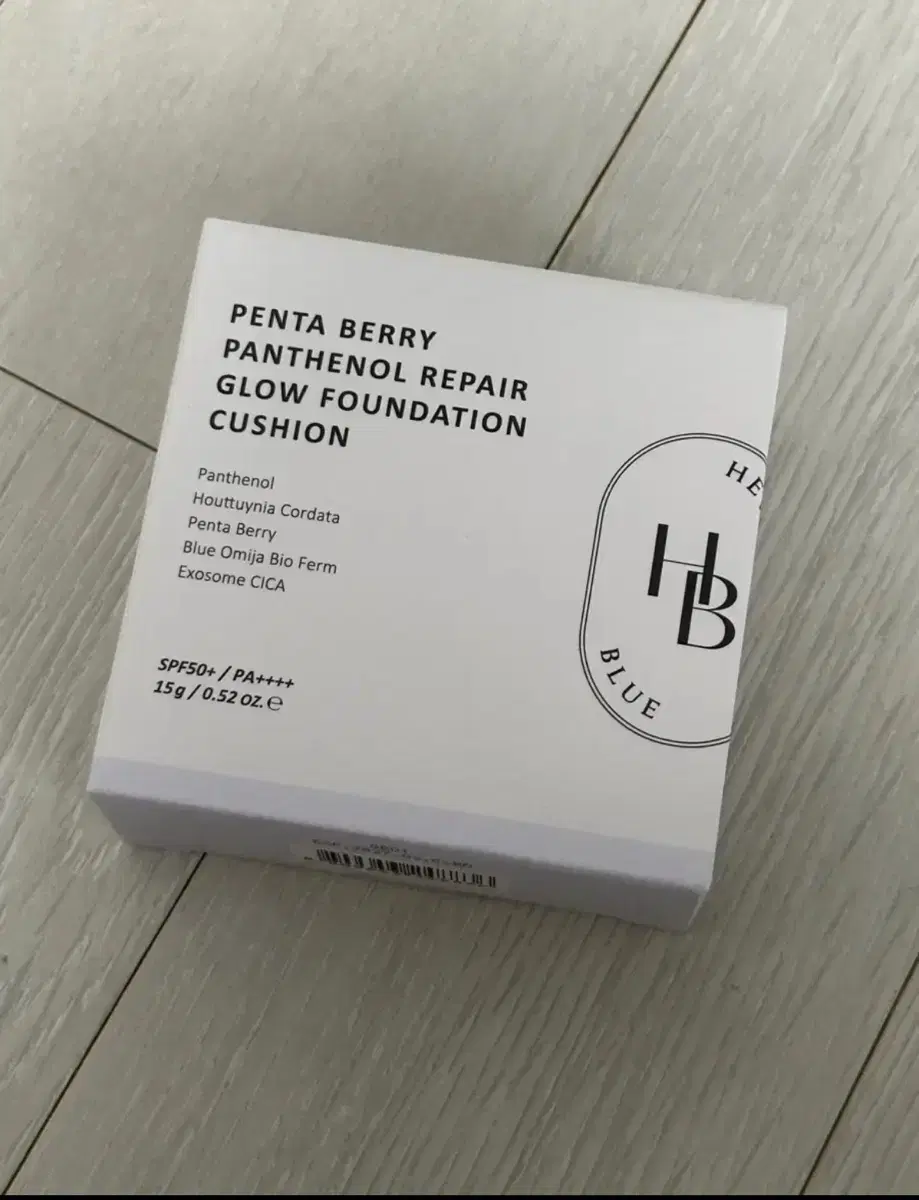 PENTA BERRY
PANTHENOL REPAIR
GLOW FOUNDATION
CUSHION
Panthenol
Houttuynia Cordata
Penta Berry
Blue Omija Bio Ferm
Exosome CICA
SPF50+ / PA++++
15g / 0.52 oz. ℮
HE
HB
BLUE